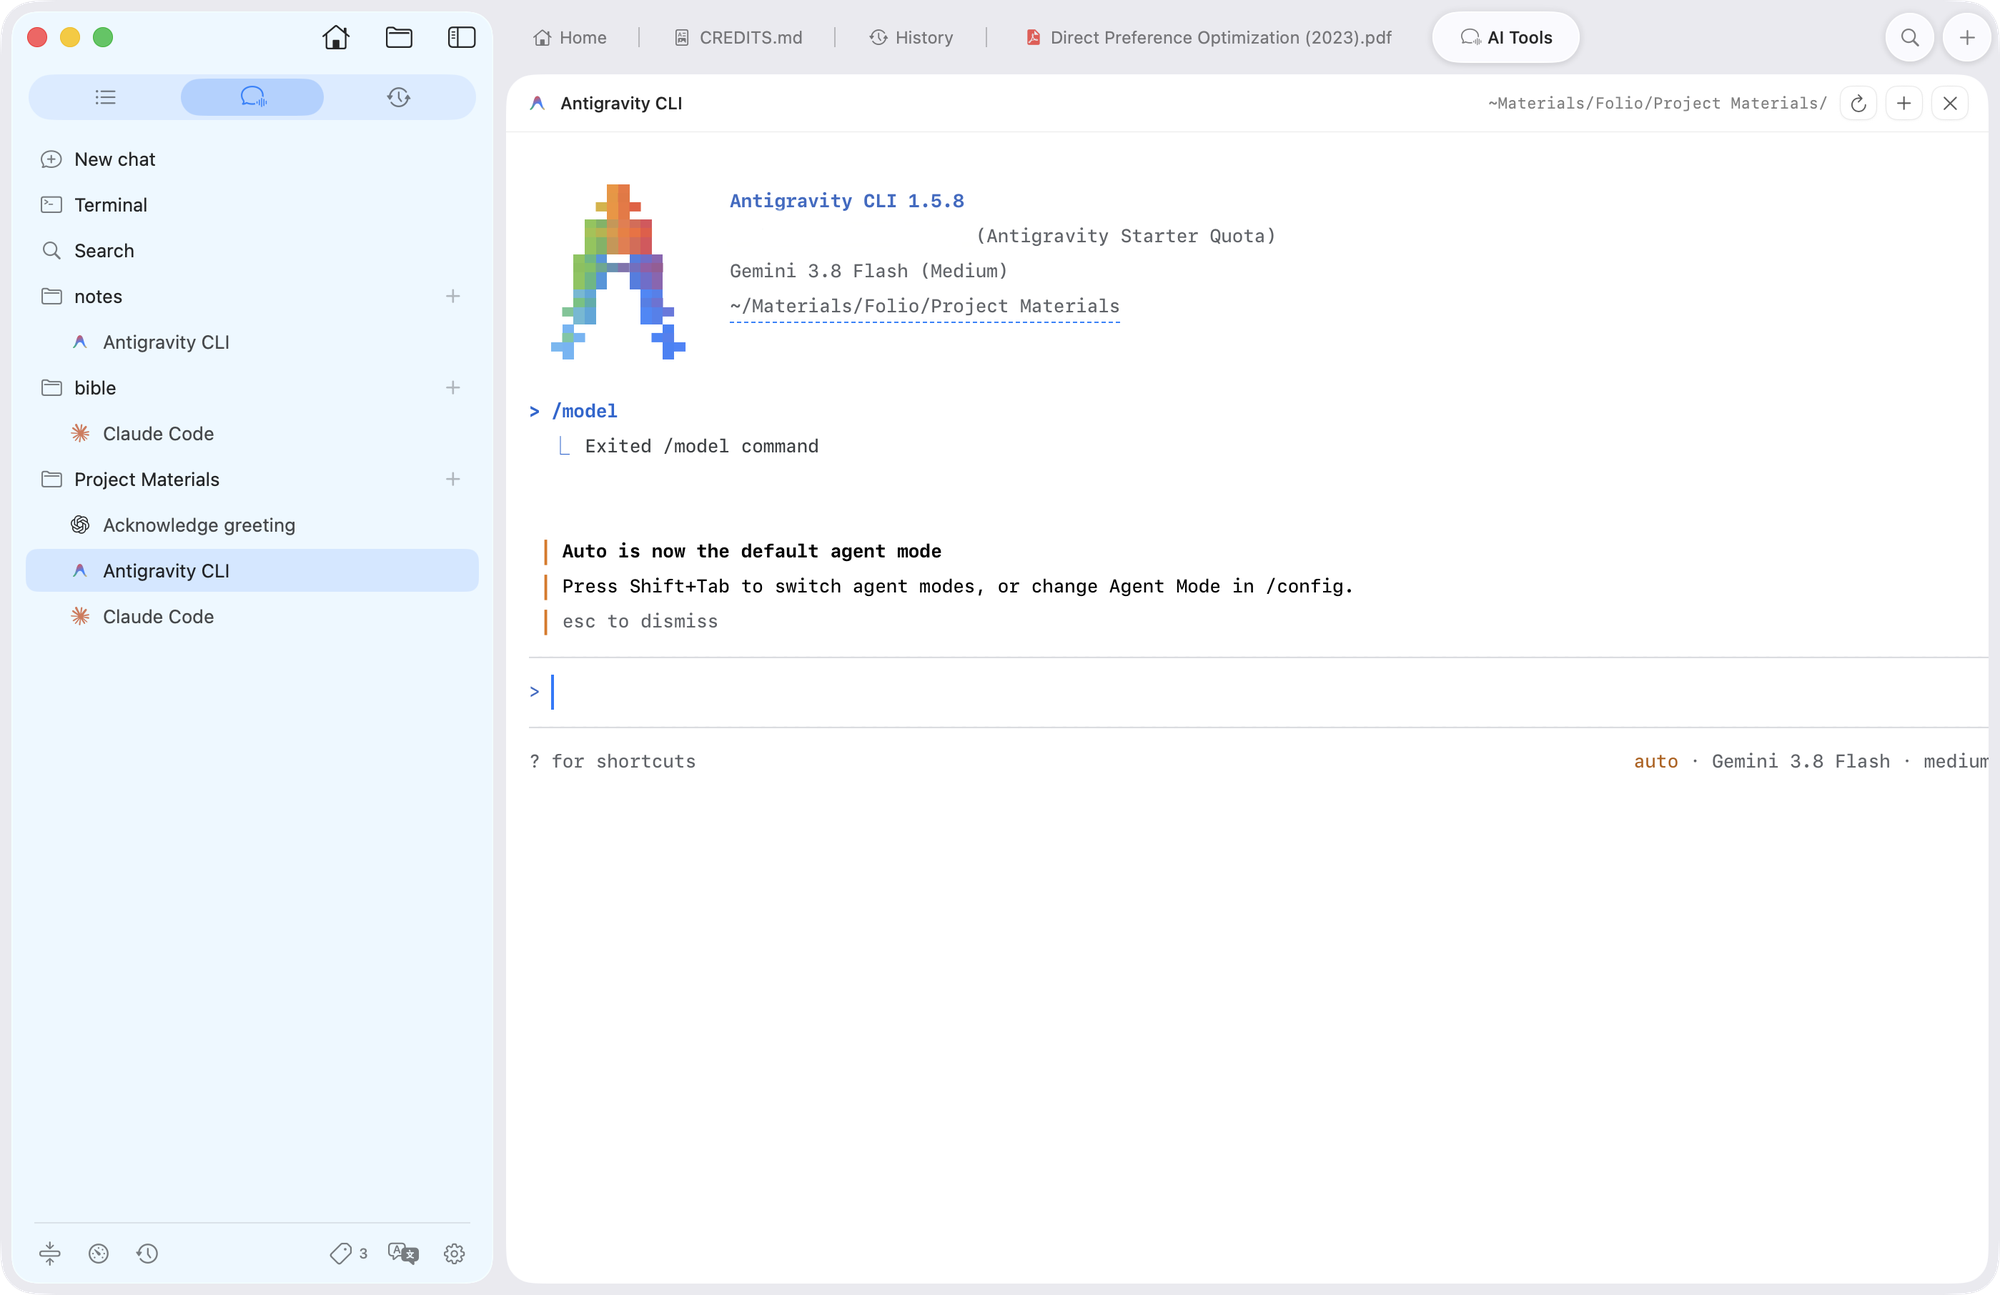 Home
CREDITS.md
History
Direct Preference Optimization (2023).pdf
AI Tools
New chat
Terminal
Search
notes
Antigravity CLI
bible
Claude Code
Project Materials
Acknowledge greeting
Antigravity CLI
Claude Code
3
Antigravity CLI
~Materials/Folio/Project Materials/
Antigravity CLI 1.5.8
(Antigravity Starter Quota)
Gemini 3.8 Flash (Medium)
~/Materials/Folio/Project Materials
> /model
Exited /model command
Auto is now the default agent mode
Press Shift+Tab to switch agent modes, or change Agent Mode in /config.
esc to dismiss
>
? for shortcuts
auto · Gemini 3.8 Flash · medium